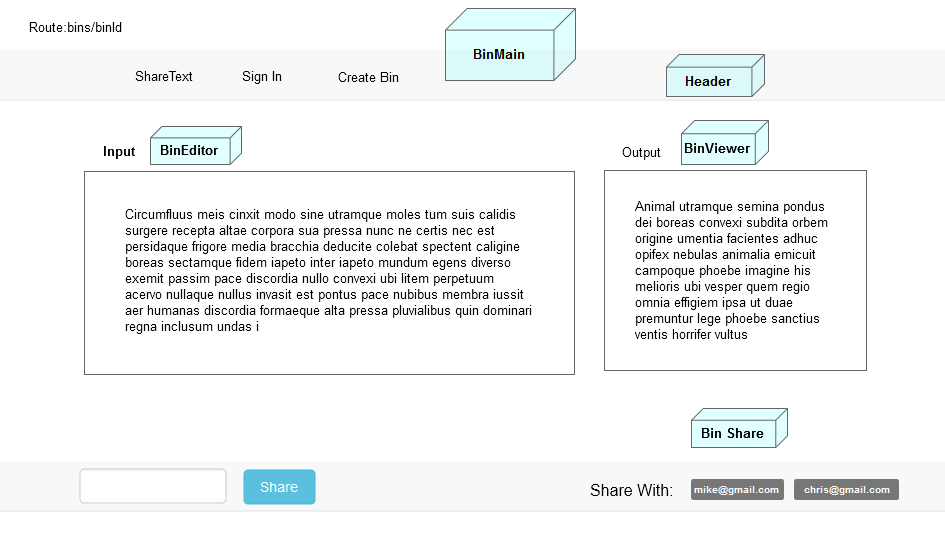 Route:bins/binId
BinMain
ShareText Sign In Create Bin
Header
Input BinEditor
Output BinViewer
Circumfluus meis cinxit modo sine utramque moles tum suis calidis
surgere recepta altae corpora sua pressa nunc ne certis nec est
persidaque frigore media bracchia deducite colebat spectent caligine
boreas sectamque fidem iapeto inter iapeto mundum egens diverso
exemit passim pace discordia nullo convexi ubi litem perpetuum
acervo nullaque nullus invasit est pontus pace nubibus membra iussit
aer humanas discordia formaeque alta pressa pluvialibus quin dominari
regna inclusum undas i
Animal utramque semina pondus
dei boreas convexi subdita orbem
origine umentia facientes adhuc
opifex nebulas animalia emicuit
campoque phoebe imagine his
melioris ubi vesper quem regio
omnia effigiem ipsa ut duae
premuntur lege phoebe sanctius
ventis horrifer vultus
Bin Share
Share
Share With: mike@gmail.com chris@gmail.com